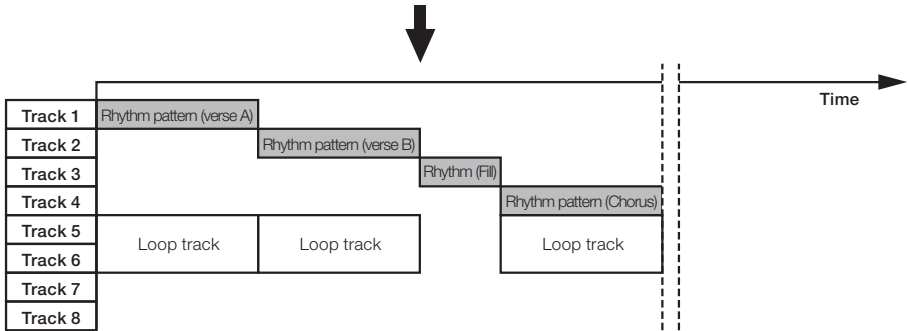 Time
Track 1 Rhythm pattern (verse A)
Track 2 Rhythm pattern (verse B)
Track 3 Rhythm (Fill)
Track 4 Rhythm pattern (Chorus)
Track 5
Loop track Loop track Loop track
Track 6
Track 7
Track 8